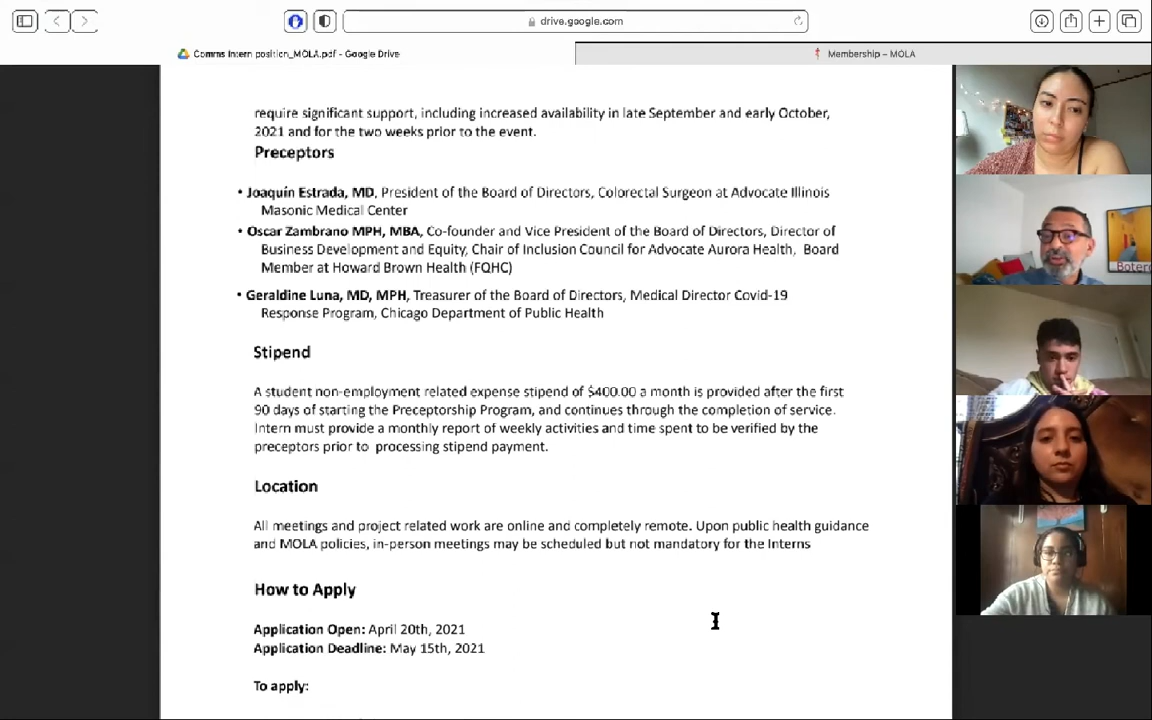 drive.google.com
Comms Intern position_MOLA.pdf - Google Drive
Membership – MOLA
require significant support, including increased availability in late September and early October,
2021 and for the two weeks prior to the event.
Preceptors
• Joaquín Estrada, MD, President of the Board of Directors, Colorectal Surgeon at Advocate Illinois
Masonic Medical Center
• Oscar Zambrano MPH, MBA, Co-founder and Vice President of the Board of Directors, Director of
Business Development and Equity, Chair of Inclusion Council for Advocate Aurora Health, Board
Member at Howard Brown Health (FQHC)
• Geraldine Luna, MD, MPH, Treasurer of the Board of Directors, Medical Director Covid-19
Response Program, Chicago Department of Public Health
Stipend
A student non-employment related expense stipend of $400.00 a month is provided after the first
90 days of starting the Preceptorship Program, and continues through the completion of service.
Intern must provide a monthly report of weekly activities and time spent to be verified by the
preceptors prior to processing stipend payment.
Location
All meetings and project related work are online and completely remote. Upon public health guidance
and MOLA policies, in-person meetings may be scheduled but not mandatory for the Interns
How to Apply
Application Open: April 20th, 2021
Application Deadline: May 15th, 2021
To apply:
Botero